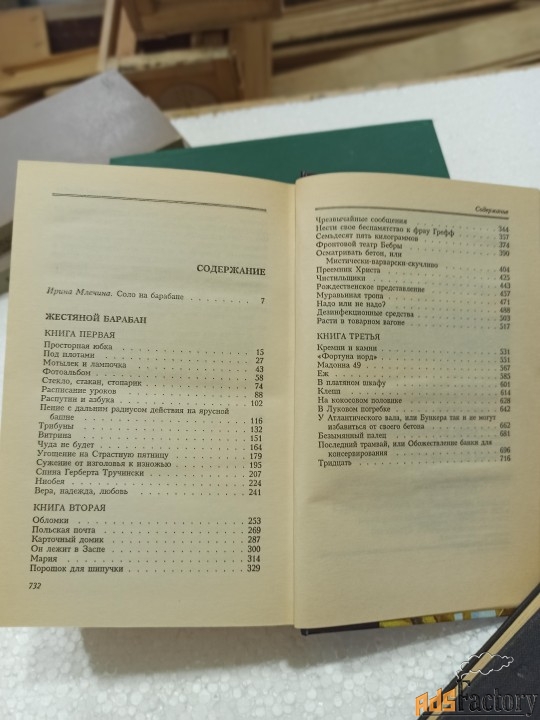 СОДЕРЖАНИЕ
Ирина Млечина. Соло на барабане . . . . . . . . . 7
ЖЕСТЯНОЙ БАРАБАН
КНИГА ПЕРВАЯ
Просторная юбка . . . . . . . . . 15
Под плотами . . . . . . . . . 27
Мотылек и лампочка . . . . . . . . . 43
Фотоальбом . . . . . . . . . 58
Стекло, стакан, стопарик . . . . . . . . . 74
Расписание уроков . . . . . . . . . 88
Распутин и азбука . . . . . . . . . 102
Пение с дальним радиусом действия на ярусной
башне . . . . . . . . . 116
Трибуны . . . . . . . . . 132
Витрина . . . . . . . . . 151
Чуда не будет . . . . . . . . . 164
Угощение на Страстную пятницу . . . . . . . . . 179
Сужение от изголовья к изножью . . . . . . . . . 195
Спина Герберта Тручински . . . . . . . . . 207
Ниобея . . . . . . . . . 224
Вера, надежда, любовь . . . . . . . . . 241
КНИГА ВТОРАЯ
Обломки . . . . . . . . . 253
Польская почта . . . . . . . . . 269
Карточный домик . . . . . . . . . 287
Он лежит в Заспе . . . . . . . . . 300
Мария . . . . . . . . . 314
Порошок для шипучки . . . . . . . . . 329
732
Содержание
Чрезвычайные сообщения . . . . . . . . . 344
Нести свое беспамятство к фрау Грефф . . . . . . . . . 357
Семьдесят пять килограммов . . . . . . . . . 374
Фронтовой театр Бебры . . . . . . . . . 390
Осматривать бетон, или
Мистически-варварски-скучливо
Преемник Христа . . . . . . . . . 404
Чистильщики . . . . . . . . . 425
Рождественское представление . . . . . . . . . 443
Муравьиная тропа . . . . . . . . . 471
Надо или не надо? . . . . . . . . . 488
Дезинфекционные средства . . . . . . . . . 503
Расти в товарном вагоне . . . . . . . . . 517
КНИГА ТРЕТЬЯ
Кремни и камни . . . . . . . . . 531
«Фортуна норд» . . . . . . . . . 551
Мадонна 49 . . . . . . . . . 567
Еж . . . . . . . . . 585
В платяном шкафу . . . . . . . . . 601
Клепп . . . . . . . . . 614
На кокосовом половике . . . . . . . . . 628
В Луковом погребке . . . . . . . . . 642
У Атлантического вала, или Бункера так и не могут
избавиться от своего бетона . . . . . . . . . 662
Безымянный палец . . . . . . . . . 681
Последний трамвай, или Обожествление банки для
консервирования . . . . . . . . . 696
Тридцать . . . . . . . . . 716
AdsFactory